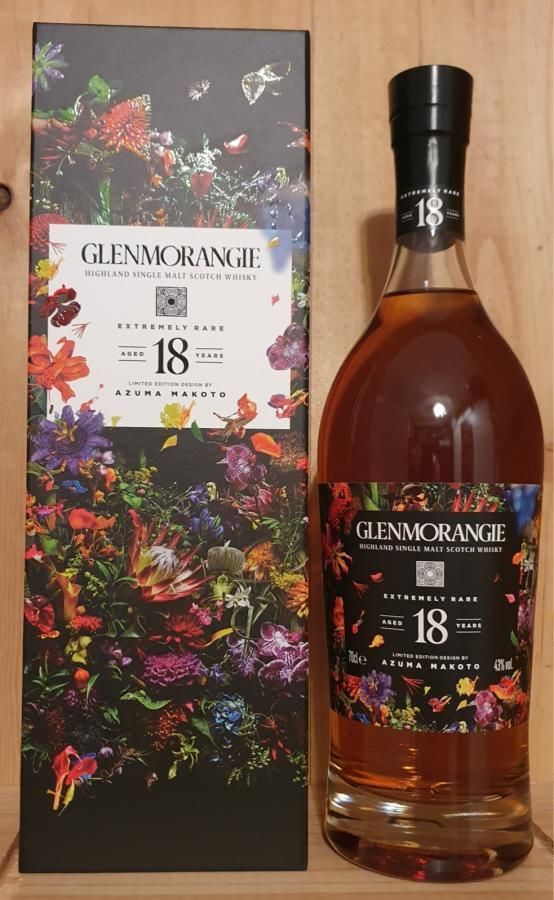 GLENMORANGIE
HIGHLAND SINGLE MALT SCOTCH WHISKY
EXTREMELY RARE
AGED 18 YEARS
LIMITED EDITION DESIGN BY
AZUMA MAKOTO
EXTREMELY RARE
AGED 18 YEARS
GLENMORANGIE
HIGHLAND SINGLE MALT SCOTCH WHISKY
EXTREMELY RARE
AGED 18 YEARS
LIMITED EDITION DESIGN BY
70cl e AZUMA MAKOTO 43% vol